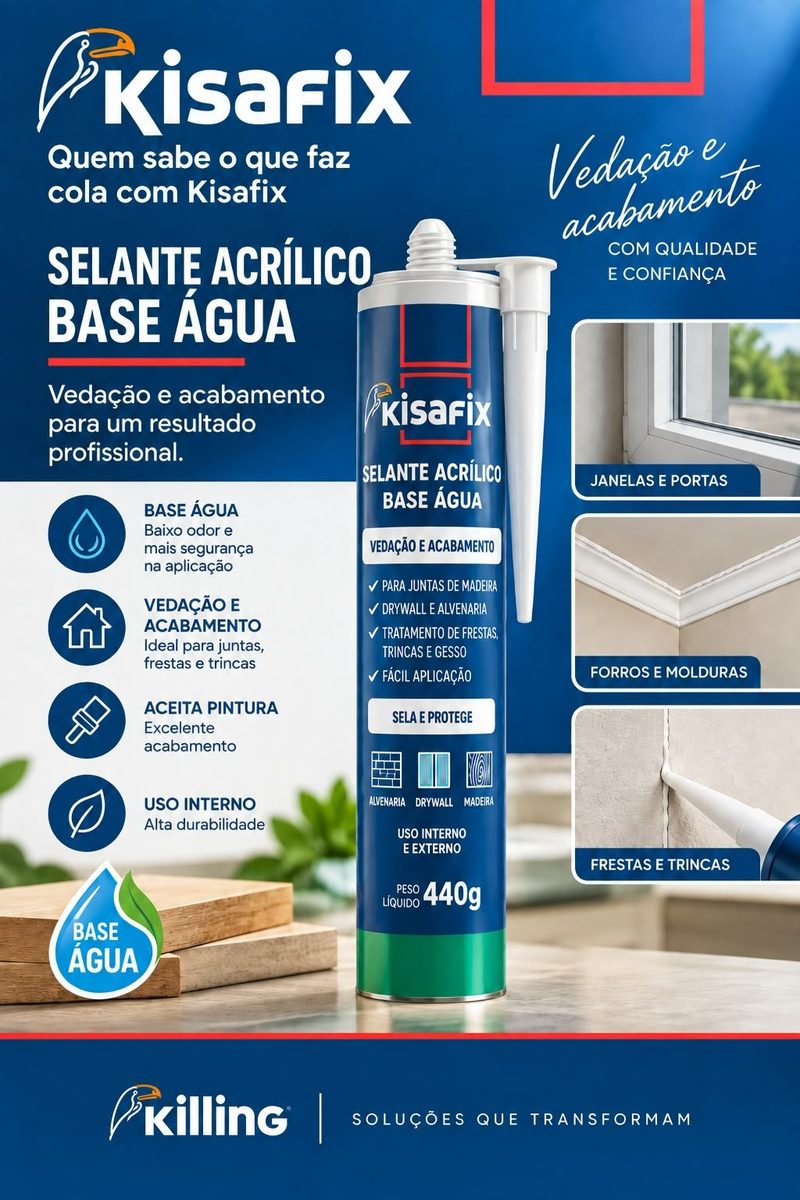 Kisafix
Quem sabe o que faz
cola com Kisafix
SELANTE ACRÍLICO
BASE ÁGUA
Vedação e acabamento
para um resultado
profissional.
BASE ÁGUA
Baixo odor e
mais segurança
na aplicação
VEDAÇÃO E
ACABAMENTO
Ideal para juntas,
frestas e trincas
ACEITA PINTURA
Excelente
acabamento
USO INTERNO
Alta durabilidade
BASE
ÁGUA
Kisafix
SELANTE ACRÍLICO
BASE ÁGUA
VEDAÇÃO E ACABAMENTO
✓ PARA JUNTAS DE MADEIRA
✓ DRYWALL E ALVENARIA
✓ TRATAMENTO DE FRESTAS,
TRINCAS E GESSO
✓ FÁCIL APLICAÇÃO
SELA E PROTEGE
ALVENARIA DRYWALL MADEIRA
USO INTERNO
E EXTERNO
PESO
LÍQUIDO 440g
Vedação e
acabamento
COM QUALIDADE
E CONFIANÇA
JANELAS E PORTAS
FORROS E MOLDURAS
FRESTAS E TRINCAS
Killing
SOLUÇÕES QUE TRANSFORMAM